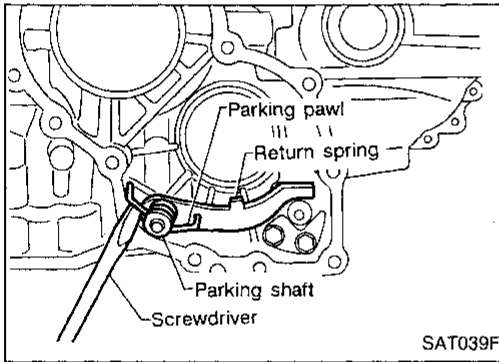 Parking pawl
Return spring
Parking shaft
Screwdriver
SAT039F